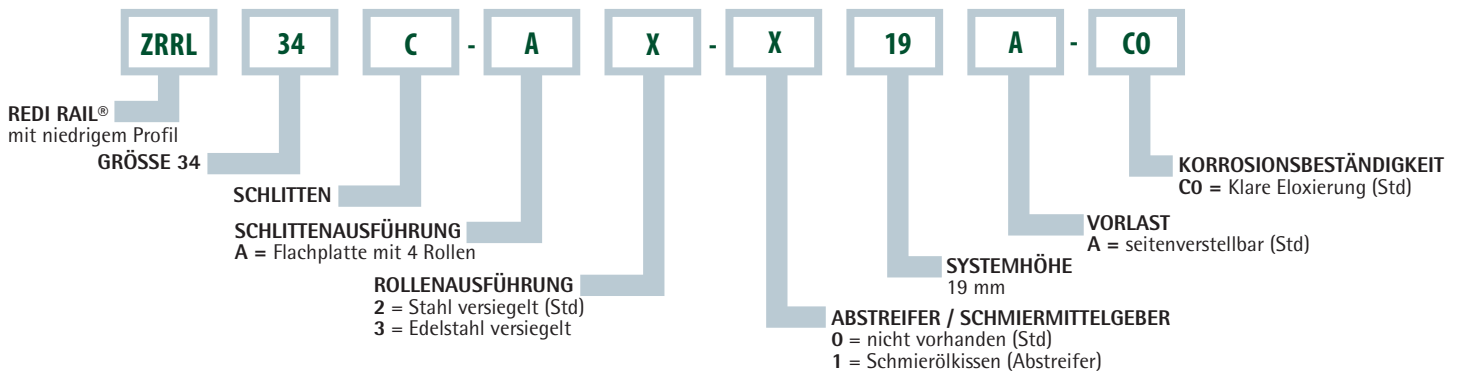 ZRRL 34 C - A X - X 19 A - C0
REDI RAIL®
mit niedrigem Profil
GRÖSSE 34
SCHLITTEN
SCHLITTENAUSFÜHRUNG
A = Flachplatte mit 4 Rollen
ROLLENAUSFÜHRUNG
2 = Stahl versiegelt (Std)
3 = Edelstahl versiegelt
ABSTREIFER / SCHMIERMITTELGEBER
0 = nicht vorhanden (Std)
1 = Schmierölkissen (Abstreifer)
SYSTEMHÖHE
19 mm
VORLAST
A = seitenverstellbar (Std)
KORROSIONSBESTÄNDIGKEIT
C0 = Klare Eloxierung (Std)